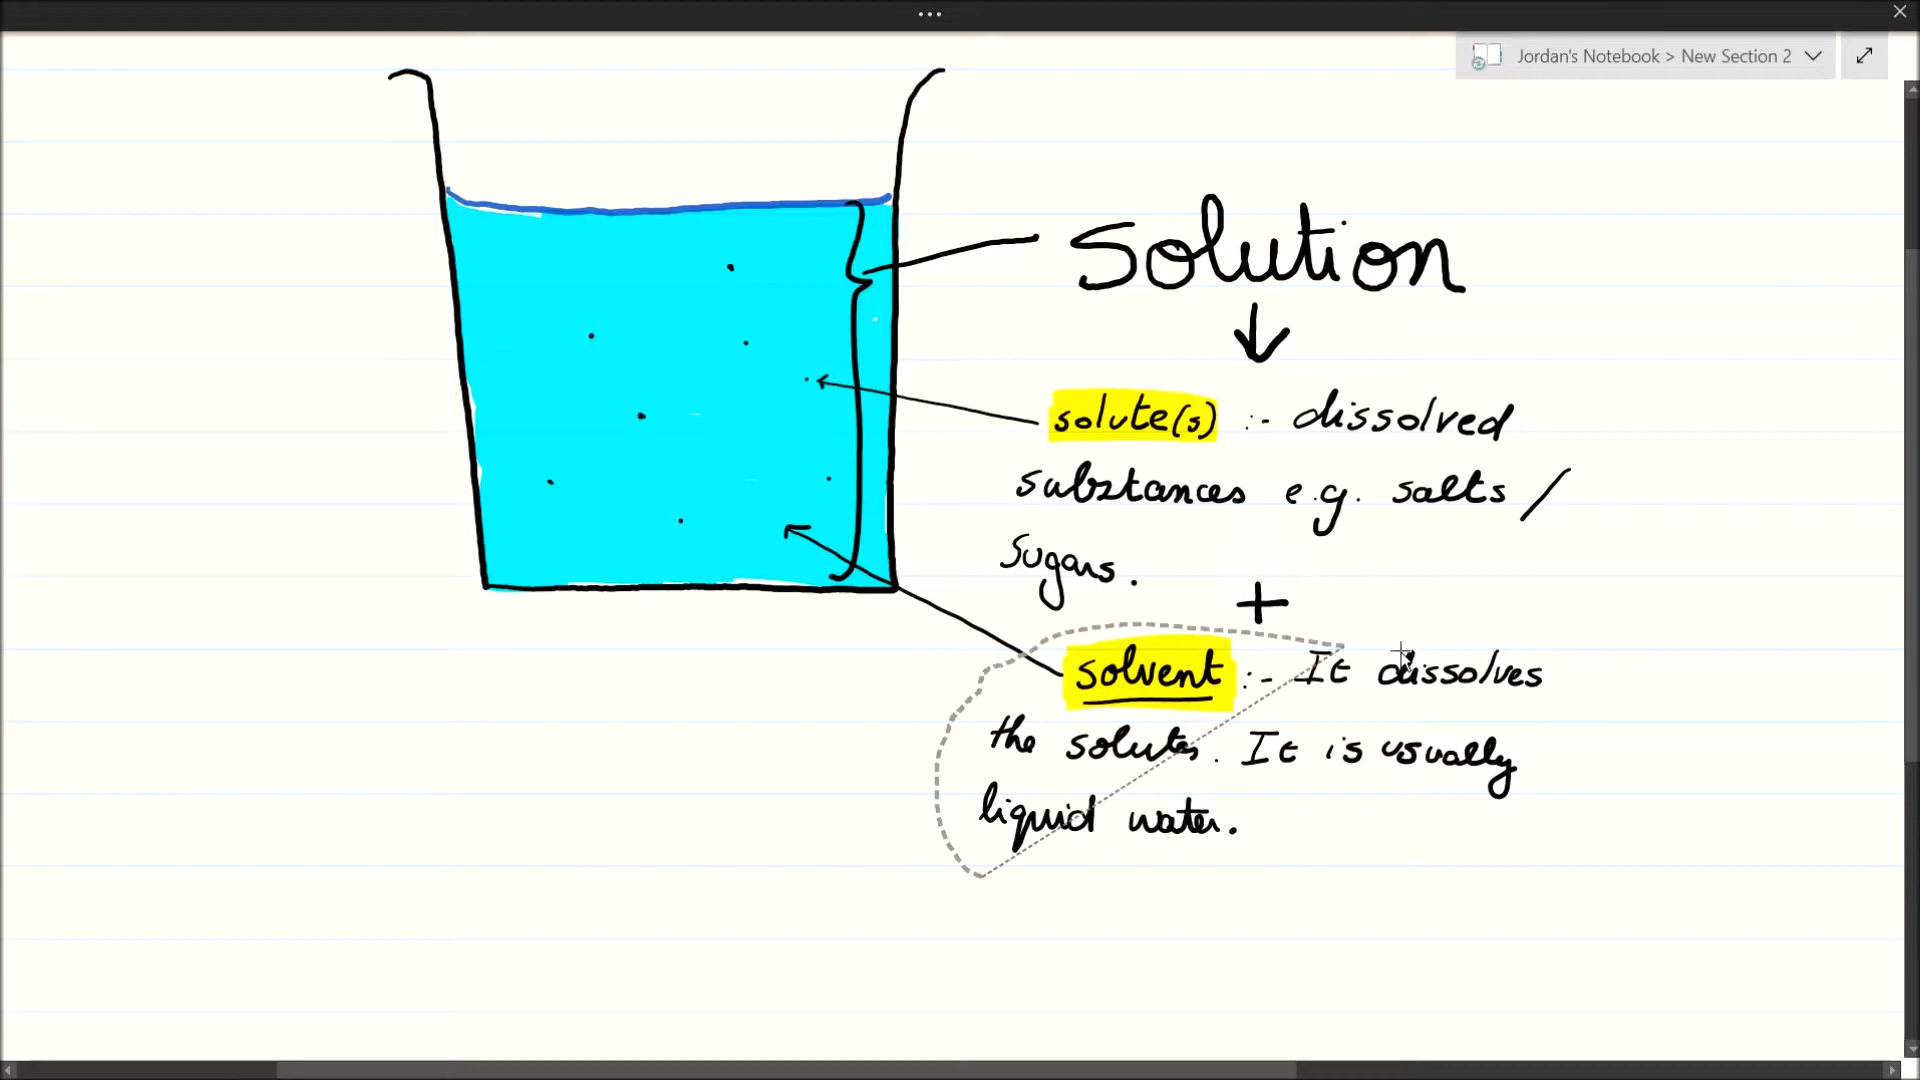 Jordan's Notebook > New Section 2
Solution
solute(s) :- dissolved
substances e.g. salts /
sugars.
+
solvent :- It dissolves
the solutes. It is usually
liquid water.